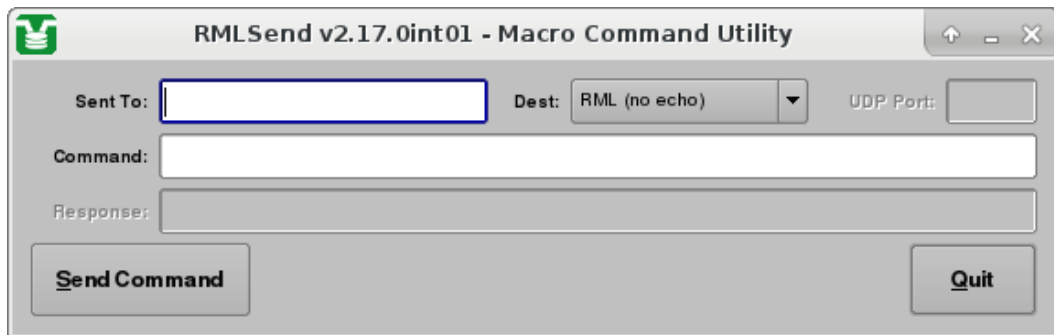 RMLSend v2.17.0int01 - Macro Command Utility
Sent To: Dest: RML (no echo) UDP Port:
Command:
Response:
Send Command Quit